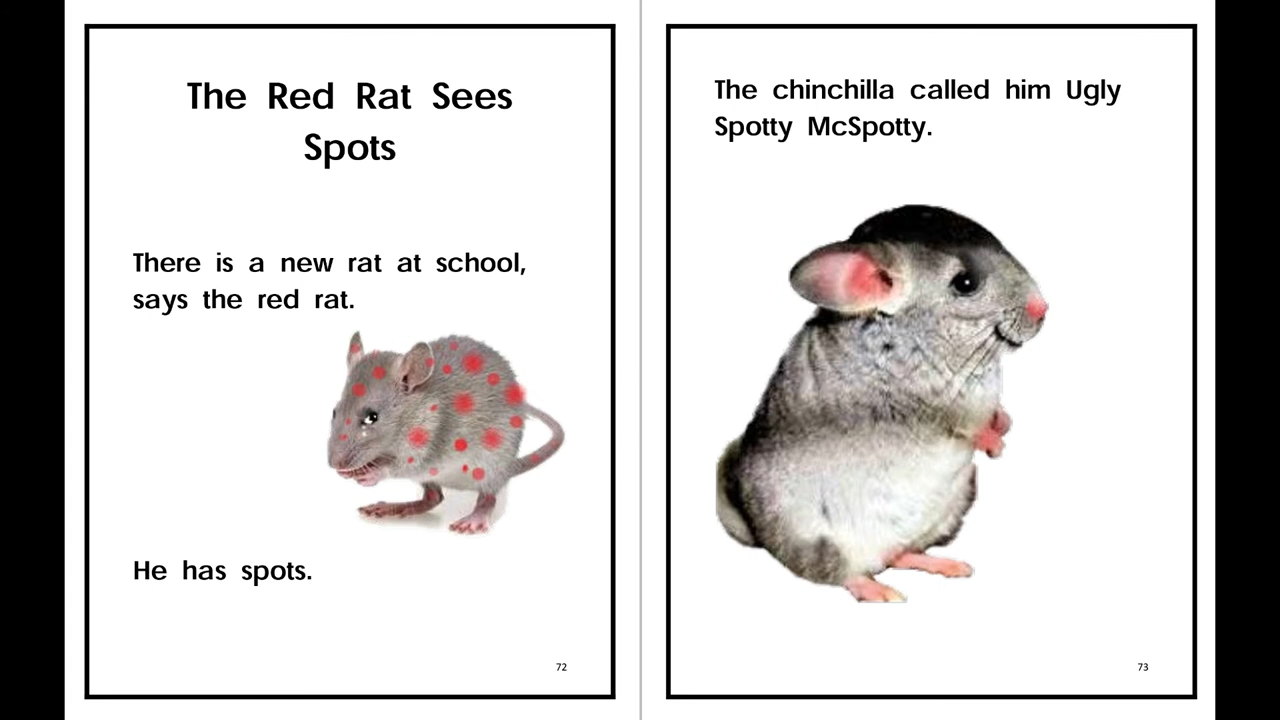 The Red Rat Sees
Spots
There is a new rat at school,
says the red rat.
He has spots.
72
The chinchilla called him Ugly
Spotty McSpotty.
73